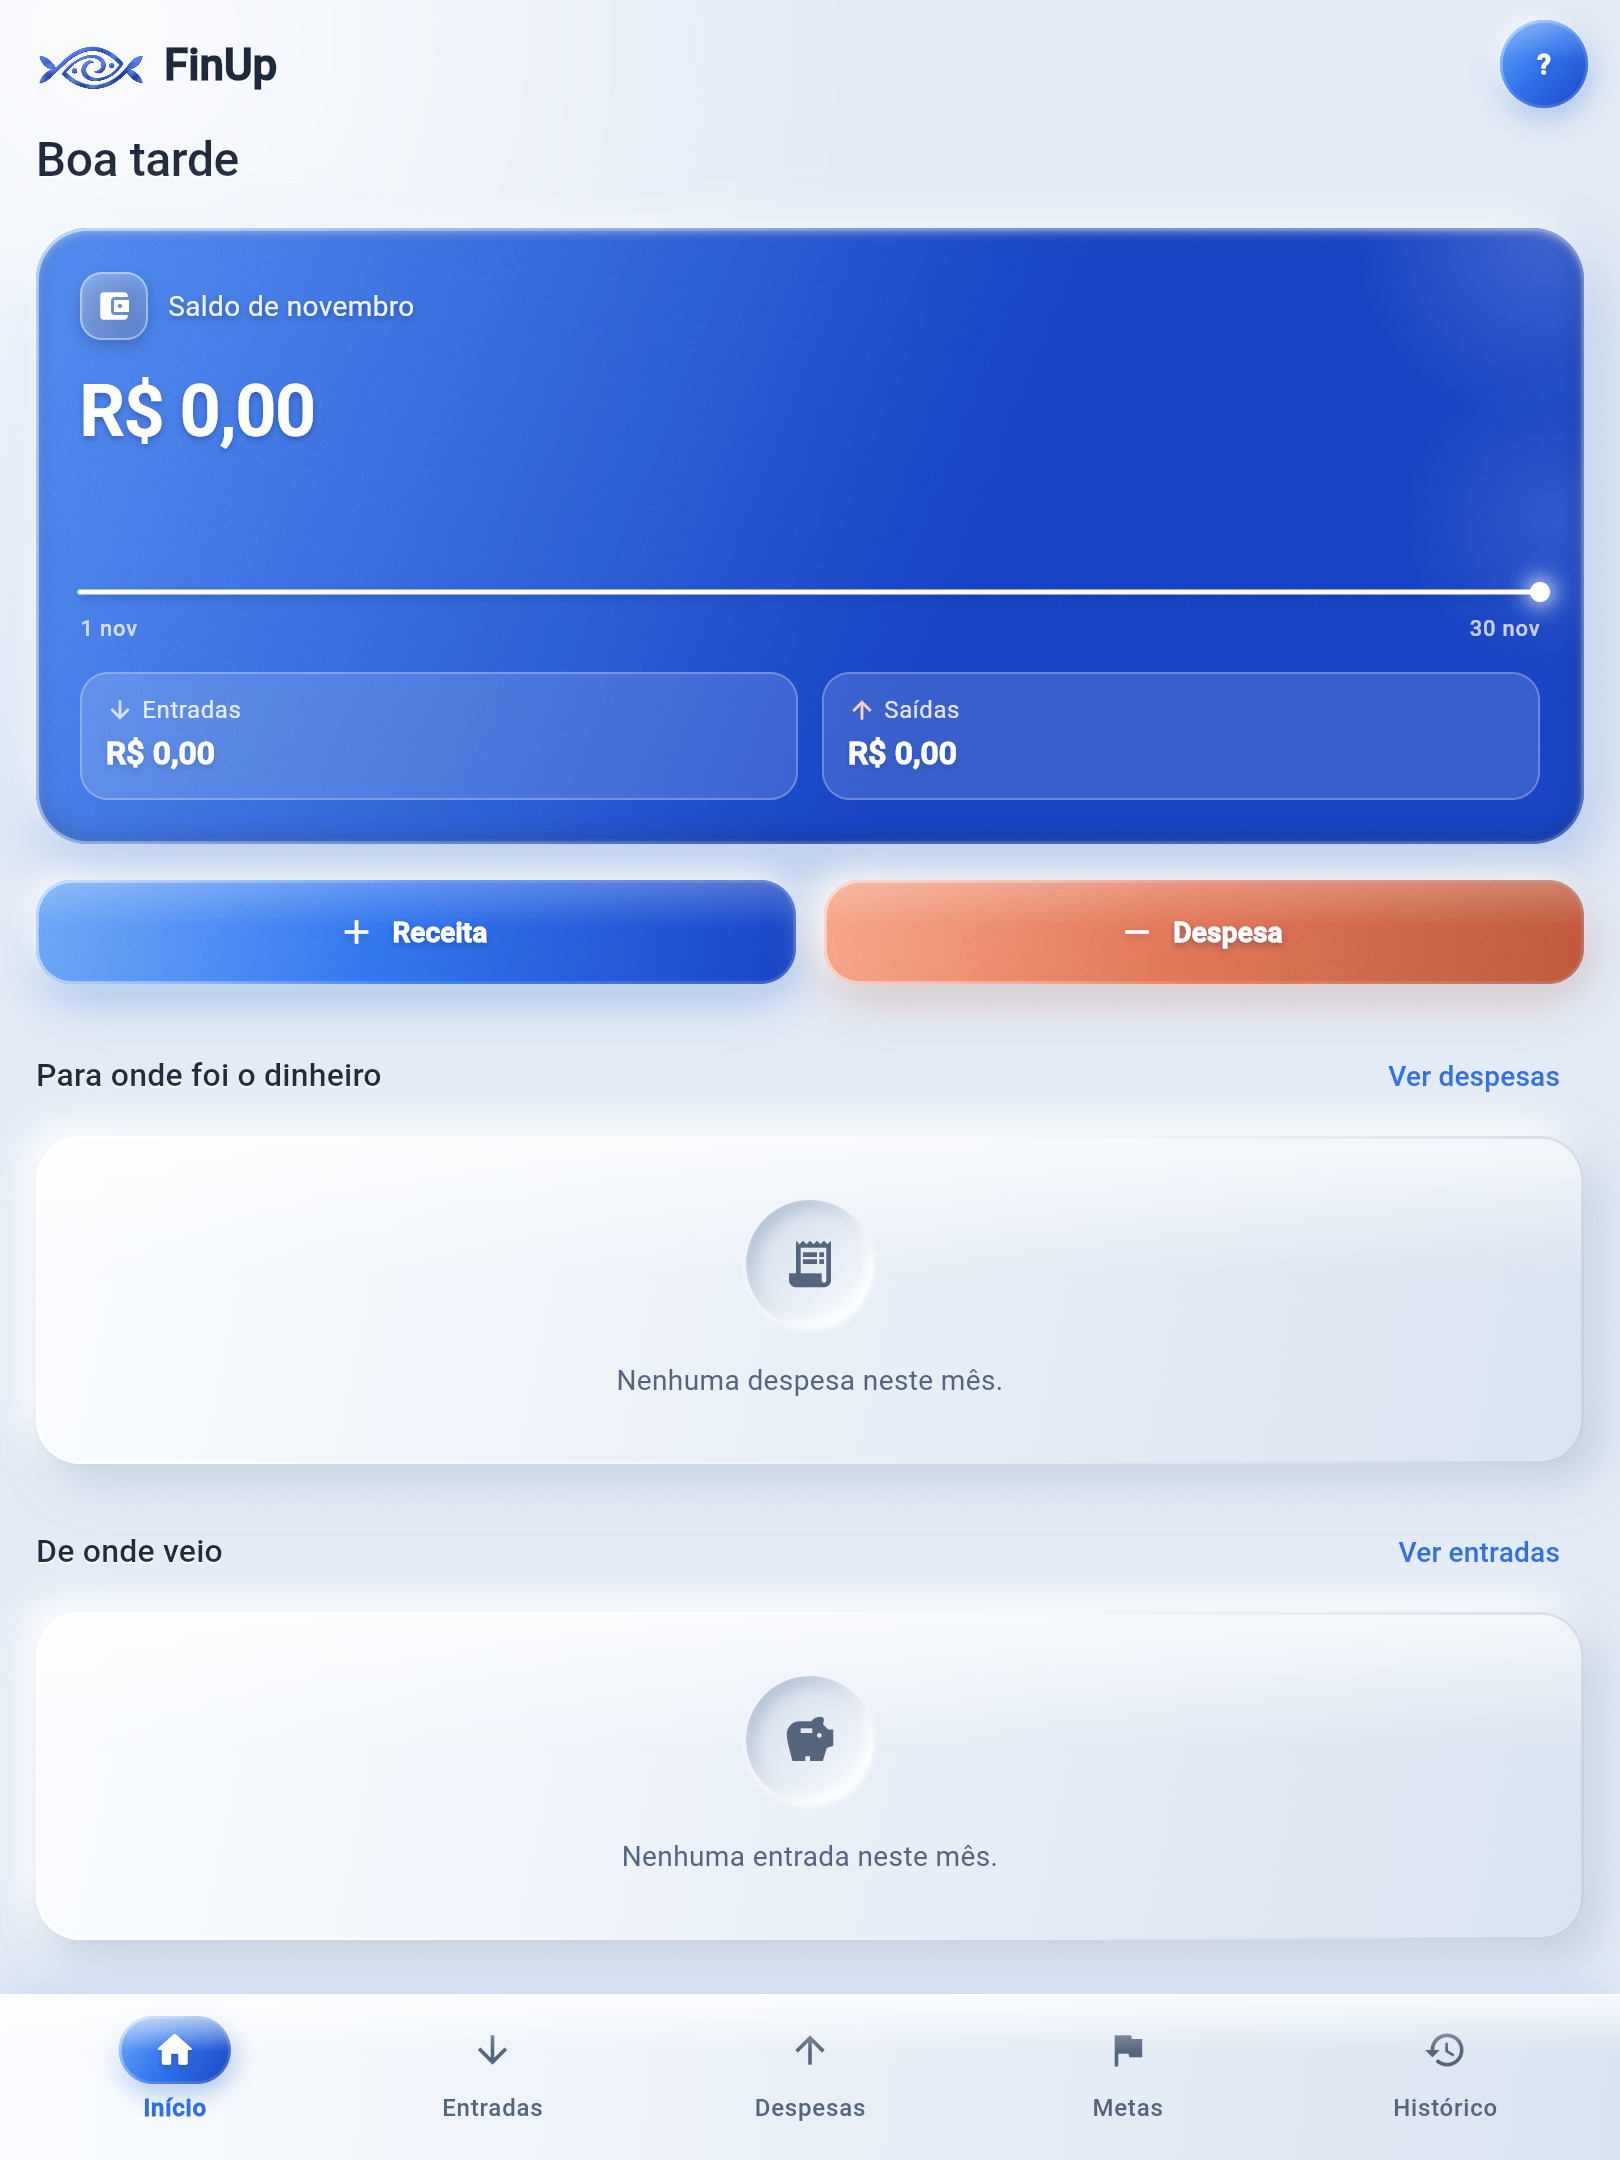 FinUp
?
Boa tarde
Saldo de novembro
R$ 0,00
1 nov
30 nov
Entradas
R$ 0,00
Saídas
R$ 0,00
Receita
Despesa
Para onde foi o dinheiro
Ver despesas
Nenhuma despesa neste mês.
De onde veio
Ver entradas
Nenhuma entrada neste mês.
Início
Entradas
Despesas
Metas
Histórico